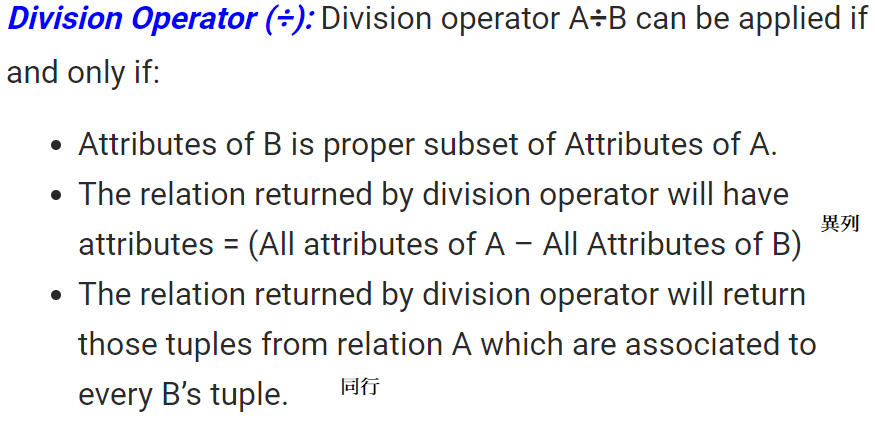 Division Operator (÷): Division operator A÷B can be applied if
and only if:
• Attributes of B is proper subset of Attributes of A.
• The relation returned by division operator will have
attributes = (All attributes of A – All Attributes of B) 異列
• The relation returned by division operator will return
those tuples from relation A which are associated to
every B’s tuple. 同行